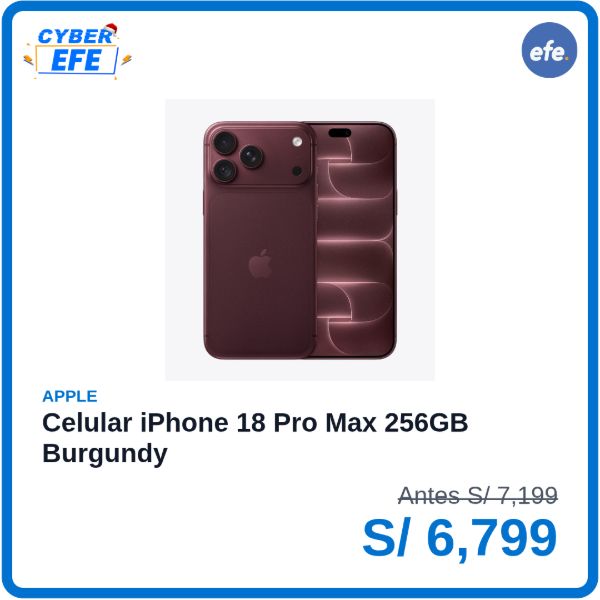 CYBER
EFE
efe.
APPLE
Celular iPhone 18 Pro Max 256GB
Burgundy
Antes S/ 7,199
S/ 6,799